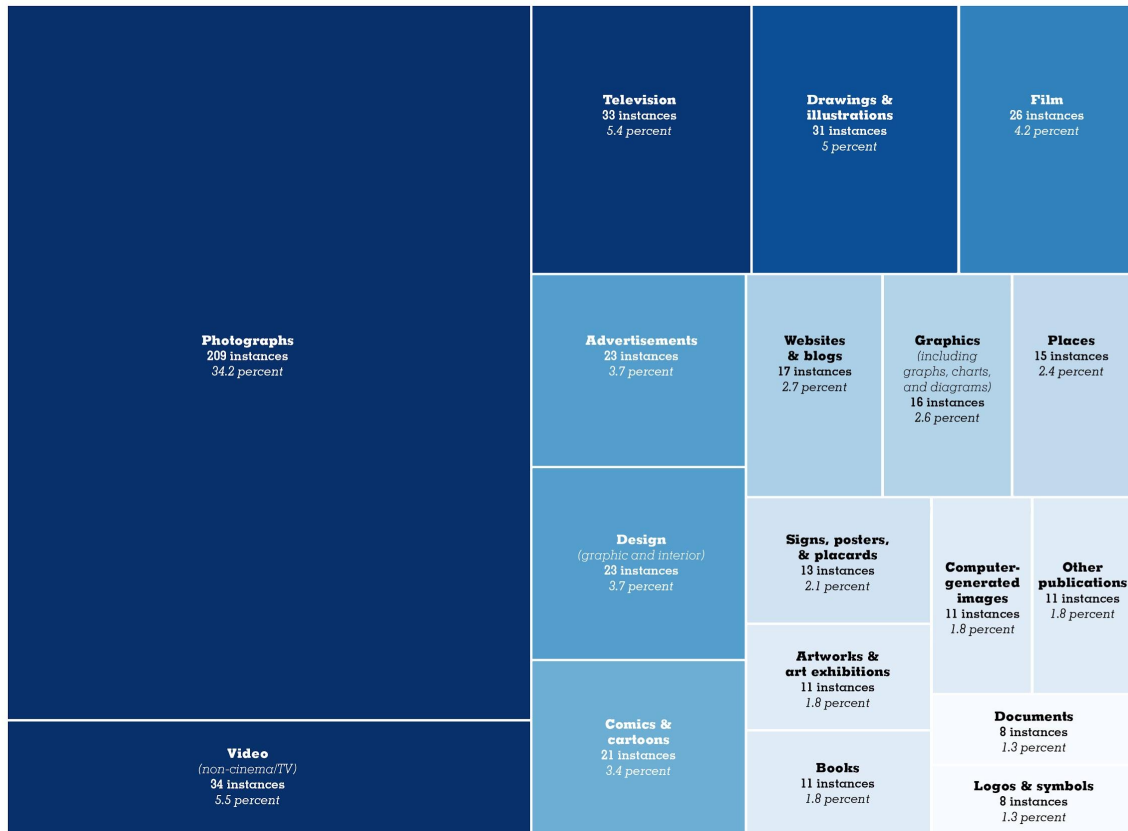 Photographs
209 instances
34.2 percent
Video
(non-cinema/TV)
34 instances
5.5 percent
Television
33 instances
5.4 percent
Drawings &
illustrations
31 instances
5 percent
Film
26 instances
4.2 percent
Advertisements
23 instances
3.7 percent
Design
(graphic and interior)
23 instances
3.7 percent
Comics &
cartoons
21 instances
3.4 percent
Websites
& blogs
17 instances
2.7 percent
Graphics
(including
graphs, charts,
and diagrams)
16 instances
2.6 percent
Places
15 instances
2.4 percent
Signs, posters,
& placards
13 instances
2.1 percent
Artworks &
art exhibitions
11 instances
1.8 percent
Books
11 instances
1.8 percent
Computer-
generated
images
11 instances
1.8 percent
Other
publications
11 instances
1.8 percent
Documents
8 instances
1.3 percent
Logos & symbols
8 instances
1.3 percent